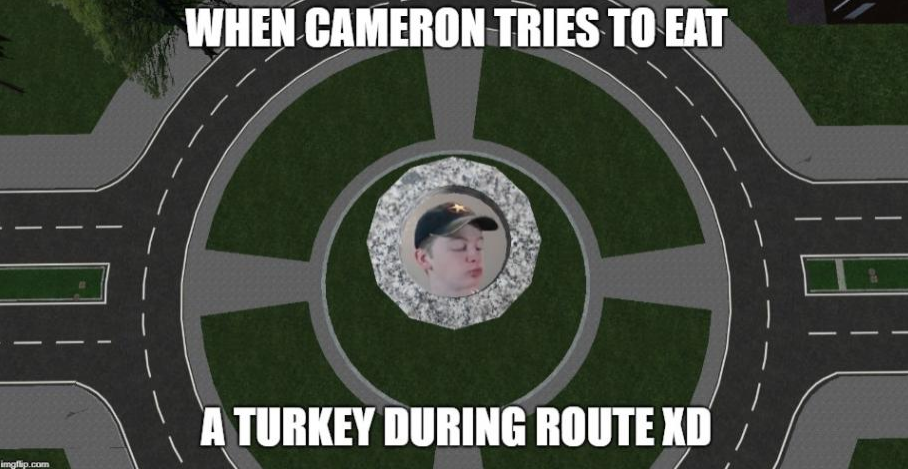 WHEN CAMERON TRIES TO EAT
A TURKEY DURING ROUTE XD
imgflip.com